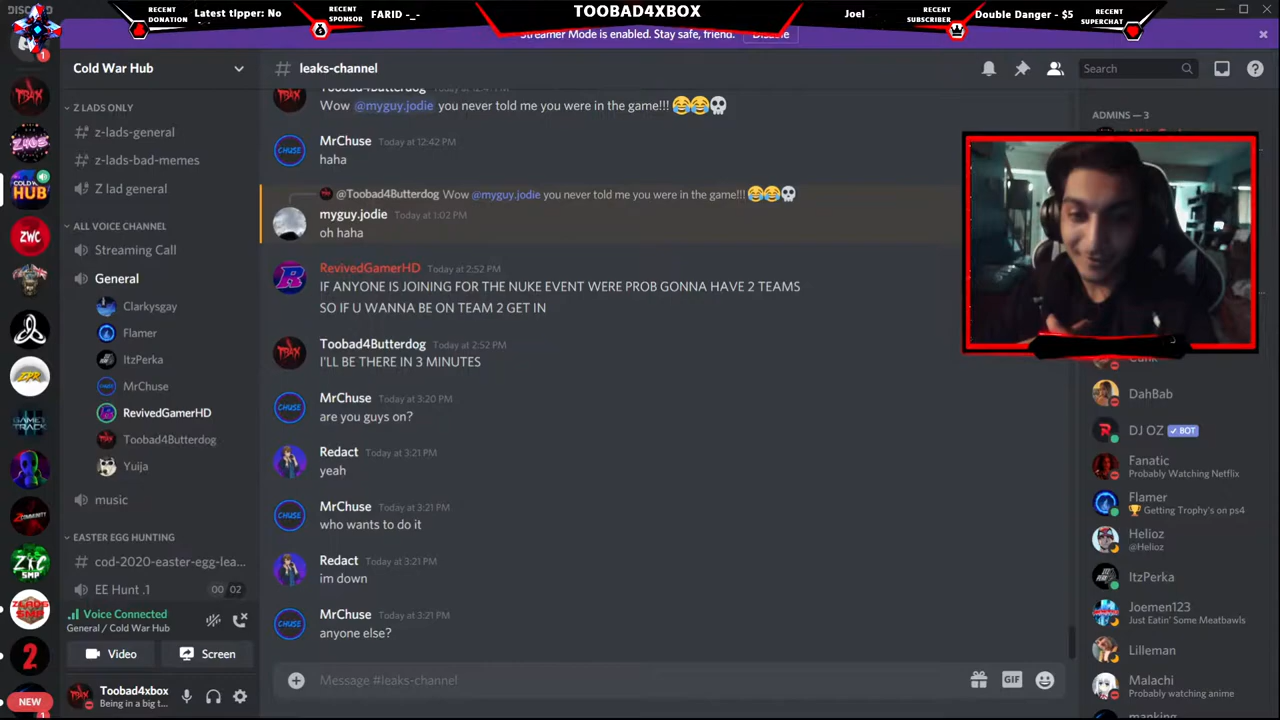 DISCORD
RECENT DONATION
Latest tipper: No
RECENT SPONSOR
FARID -_-
TOOBAD4XBOX
Joel
RECENT SUBSCRIBER
Double Danger - $5
RECENT SUPERCHAT
Streamer Mode is enabled. Stay safe, friend.
Disable
Cold War Hub
leaks-channel
Search
Z LADS ONLY
z-lads-general
z-lads-bad-memes
Z lad general
ALL VOICE CHANNEL
Streaming Call
General
Clarkysgay
Flamer
ItzPerka
MrChuse
RevivedGamerHD
Toobad4Butterdog
Yuija
music
EASTER EGG HUNTING
cod-2020-easter-egg-lea...
EE Hunt .1
00 02
Voice Connected
General / Cold War Hub
Video
Screen
Toobad4xbox
Being in a big t...
NEW
Toobad4Butterdog
Wow @myguy.jodie you never told me you were in the game!!! 😂😂💀
MrChuse Today at 12:42 PM
haha
@Toobad4Butterdog Wow @myguy.jodie you never told me you were in the game!!! 😂😂💀
myguy.jodie Today at 1:02 PM
oh haha
RevivedGamerHD Today at 2:52 PM
IF ANYONE IS JOINING FOR THE NUKE EVENT WERE PROB GONNA HAVE 2 TEAMS
SO IF U WANNA BE ON TEAM 2 GET IN
Toobad4Butterdog Today at 2:52 PM
I'LL BE THERE IN 3 MINUTES
MrChuse Today at 3:20 PM
are you guys on?
Redact Today at 3:21 PM
yeah
MrChuse Today at 3:21 PM
who wants to do it
Redact Today at 3:21 PM
im down
MrChuse Today at 3:21 PM
anyone else?
Message #leaks-channel
GIF
ADMINS — 3
DahBab
DJ OZ ✓ BOT
Fanatic
Probably Watching Netflix
Flamer
🏆 Getting Trophy's on ps4
Helioz
@Helioz
ItzPerka
Joemen123
Just Eatin' Some Meatbawls
Lilleman
Malachi
Probably watching anime
manking